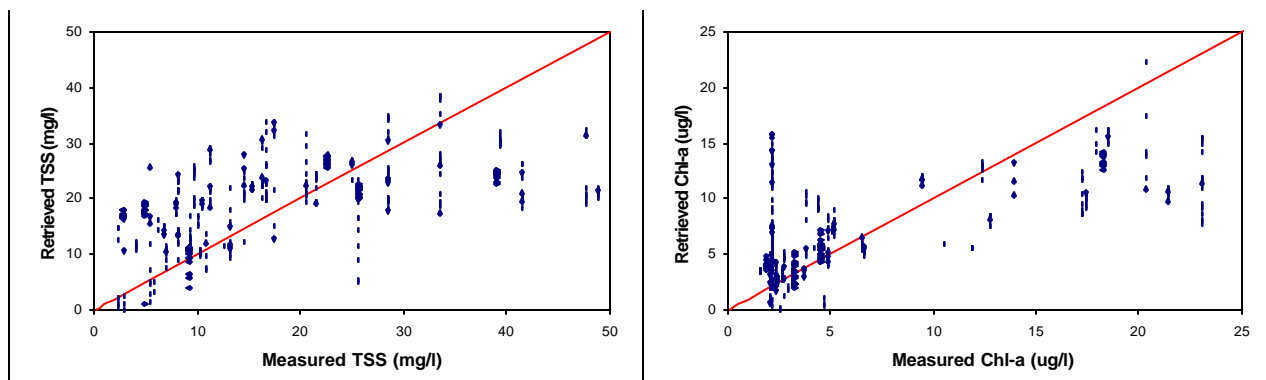 50
40
30
20
10
0
Retrieved TSS (mg/l)
0 10 20 30 40 50
Measured TSS (mg/l)
25
20
15
10
5
0
Retrieved Chl-a (ug/l)
0 5 10 15 20 25
Measured Chl-a (ug/l)